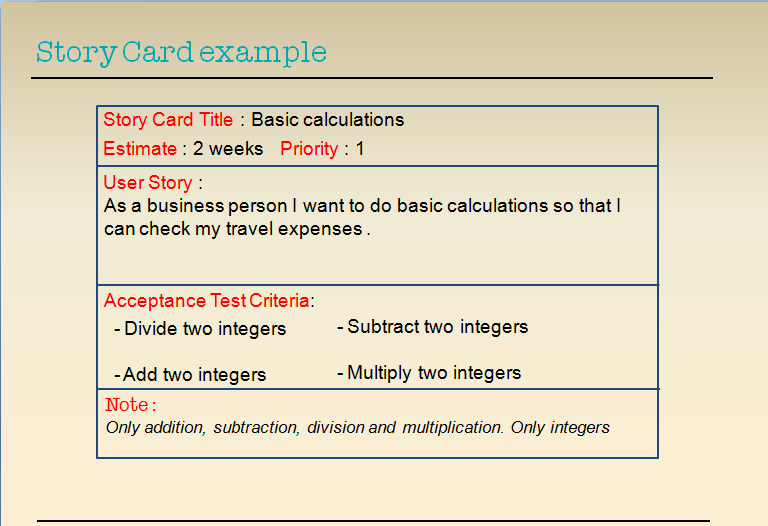 Story Card example
Story Card Title : Basic calculations
Estimate : 2 weeks Priority : 1
User Story :
As a business person I want to do basic calculations so that I
can check my travel expenses .
Acceptance Test Criteria:
- Divide two integers - Subtract two integers
- Add two integers - Multiply two integers
Note:
Only addition, subtraction, division and multiplication. Only integers